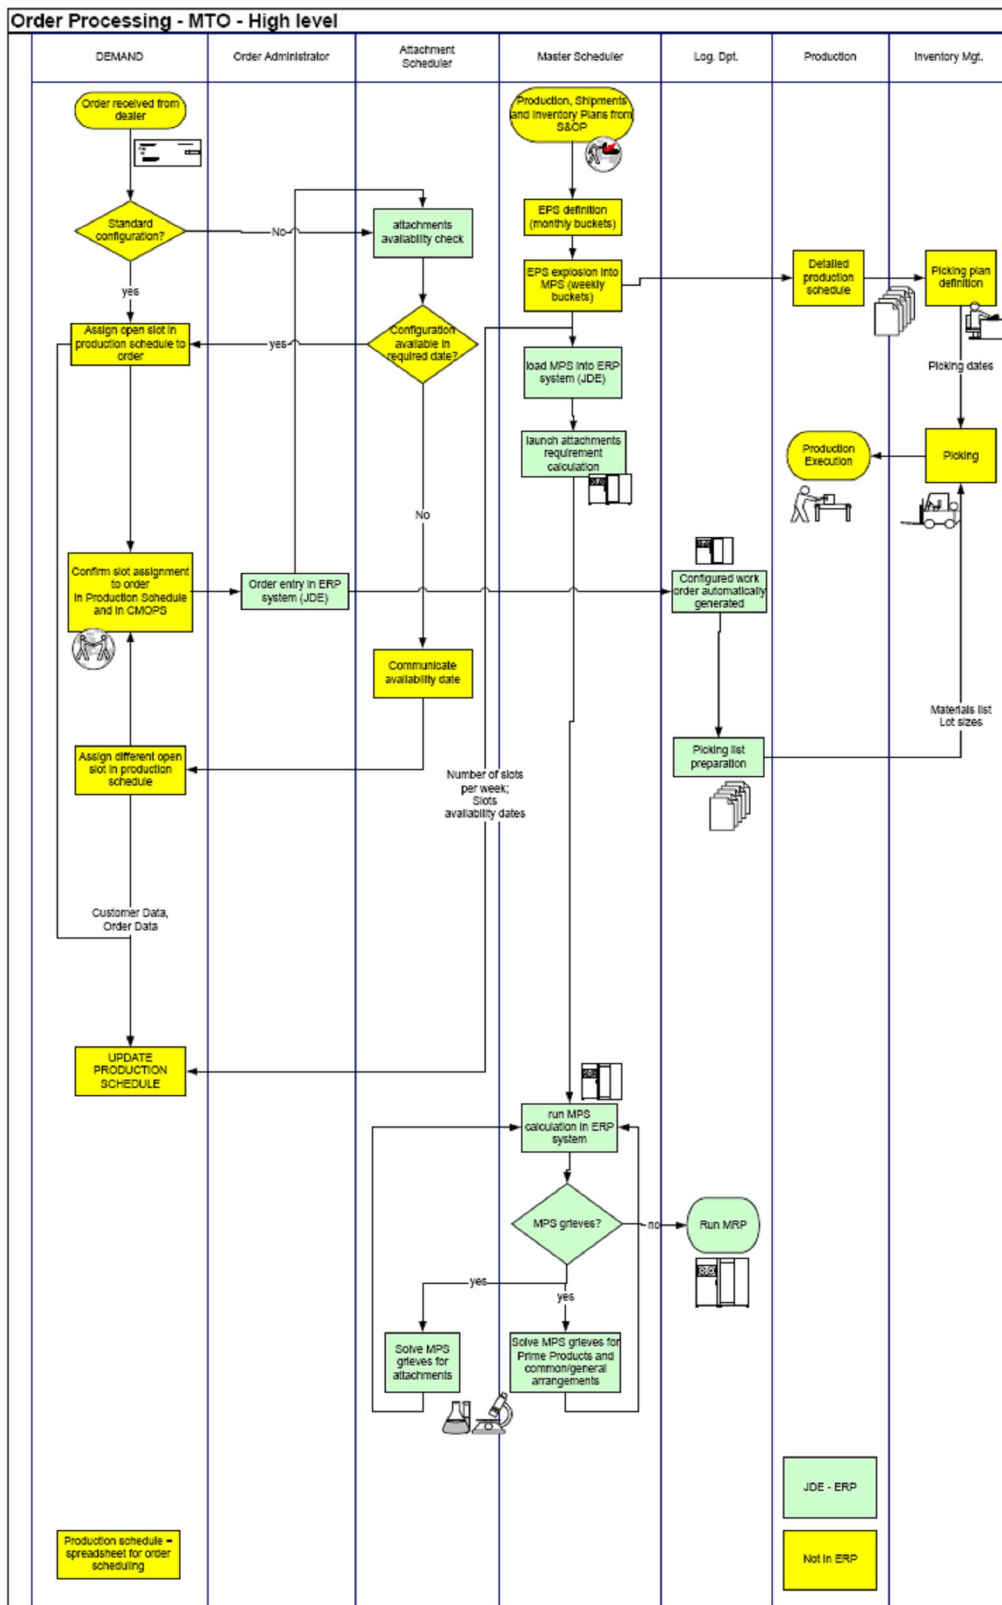 Order Processing - MTO - High level
DEMAND
Order Administrator
Attachment
Scheduler
Master Scheduler
Log. Dpt.
Production
Inventory Mgt.
Order received from
dealer
Production, Shipments
and Inventory Plans from
S&OP
Standard
configuration?
No
attachments
availability check
EPS definition
(monthly buckets)
yes
EPS explosion into
MPS (weekly
buckets)
Detailed
production
schedule
Picking plan
definition
Assign open slot in
production schedule to
order
yes
Configuration
available in
required date?
load MPS into ERP
system (JDE)
Picking dates
launch attachments
requirement
calculation
Production
Execution
Picking
No
Confirm slot assignment
to order
in Production Schedule
and in CMOPS
Order entry in ERP
system (JDE)
Configured work
order automatically
generated
Communicate
availability date
Materials list
Lot sizes
Assign different open
slot in production
schedule
Picking list
preparation
Number of slots
per week;
Slots
availability dates
Customer Data,
Order Data
UPDATE
PRODUCTION
SCHEDULE
run MPS
calculation in ERP
system
MPS grieves?
no
Run MRP
yes
yes
Solve MPS
grieves for
attachments
Solve MPS grieves for
Prime Products and
common/general
arrangements
JDE - ERP
Production schedule =
spreadsheet for order
scheduling
Not in ERP